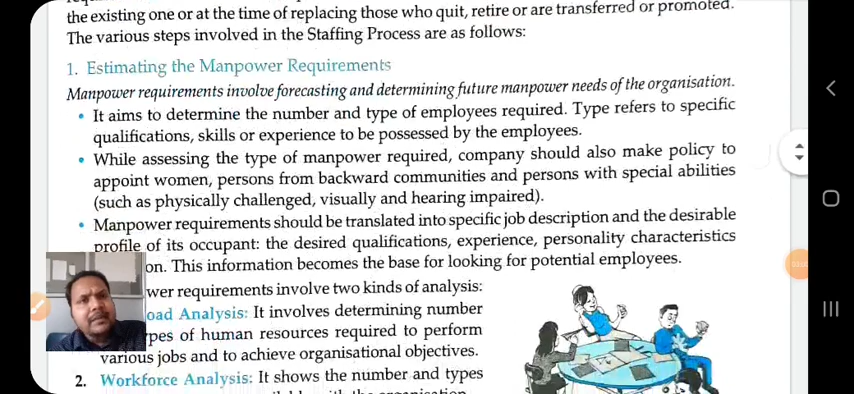 the existing one or at the time of replacing those who quit, retire or are transferred or promoted.
The various steps involved in the Staffing Process are as follows:
1. Estimating the Manpower Requirements
Manpower requirements involve forecasting and determining future manpower needs of the organisation.
• It aims to determine the number and type of employees required. Type refers to specific
qualifications, skills or experience to be possessed by the employees.
• While assessing the type of manpower required, company should also make policy to
appoint women, persons from backward communities and persons with special abilities
(such as physically challenged, visually and hearing impaired).
• Manpower requirements should be translated into specific job description and the desirable
profile of its occupant: the desired qualifications, experience, personality characteristics
on. This information becomes the base for looking for potential employees.
wer requirements involve two kinds of analysis:
oad Analysis: It involves determining number
pes of human resources required to perform
various jobs and to achieve organisational objectives.
2. Workforce Analysis: It shows the number and types